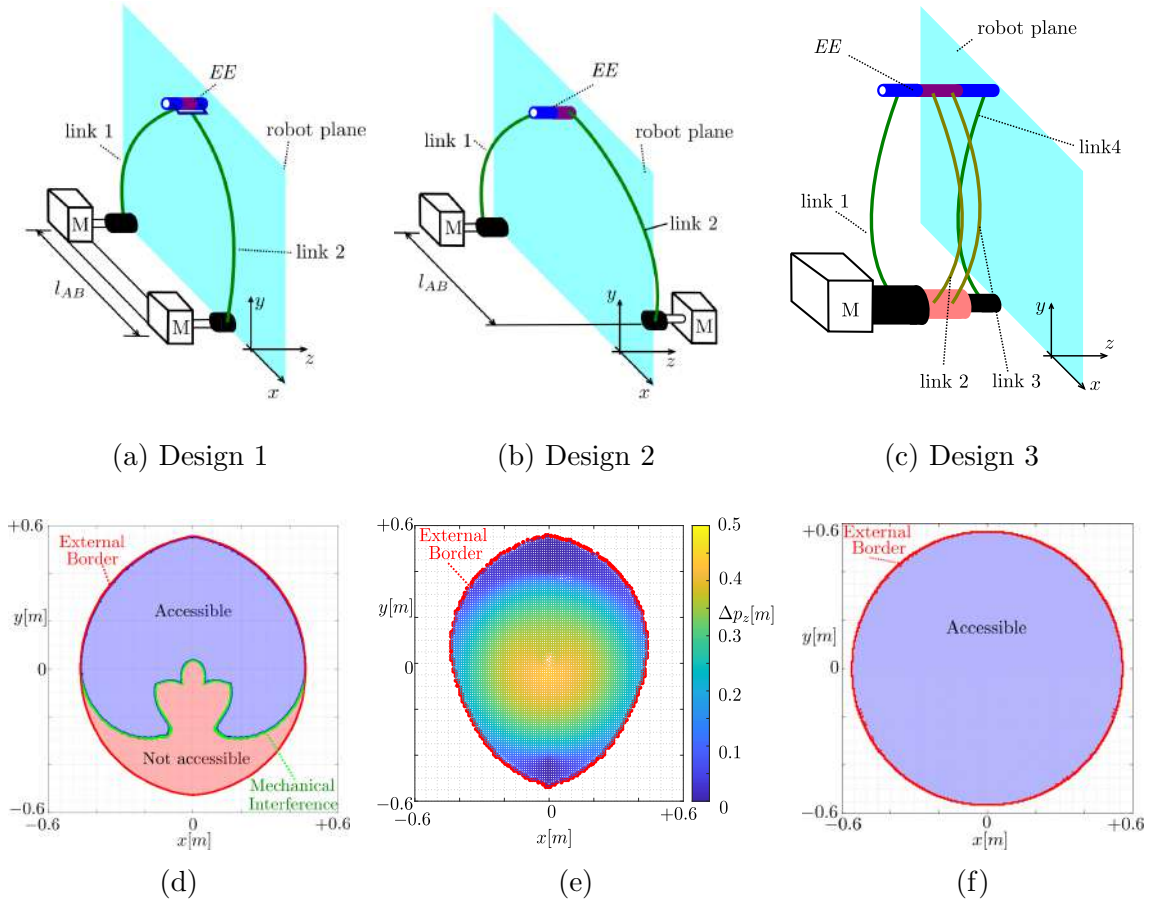 EE
link 1
robot plane
M
l_{AB}
link 2
M
y
z
x
(a) Design 1
EE
link 1
robot plane
M
link 2
l_{AB}
y
M
z
x
(b) Design 2
robot plane
EE
link4
link 1
M
y
z
x
link 2
link 3
(c) Design 3
+0.6
External
Border
y[m]
Accessible
0
Not accessible
Mechanical
Interference
−0.6
−0.6
0
+0.6
x[m]
(d)
+0.6
External
Border
y[m]
0
−0.6
−0.6
0
x[m]
0.5
0.4
Δp_z[m]
0.3
0.2
0.1
0
(e)
+0.6
External
Border
y[m]
Accessible
0
−0.6
−0.6
0
+0.6
x[m]
(f)